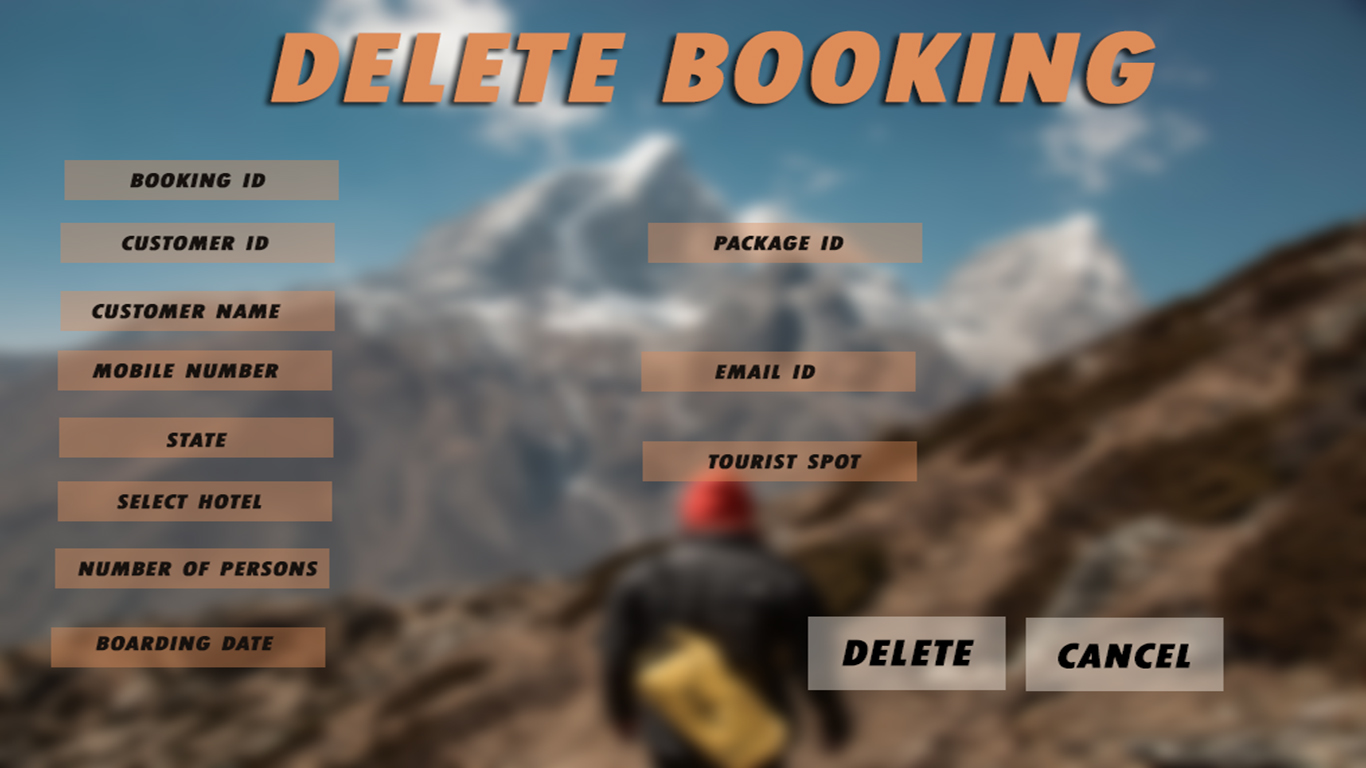 DELETE BOOKING
BOOKING ID
CUSTOMER ID
PACKAGE ID
CUSTOMER NAME
MOBILE NUMBER
EMAIL ID
STATE
TOURIST SPOT
SELECT HOTEL
NUMBER OF PERSONS
BOARDING DATE
DELETE
CANCEL